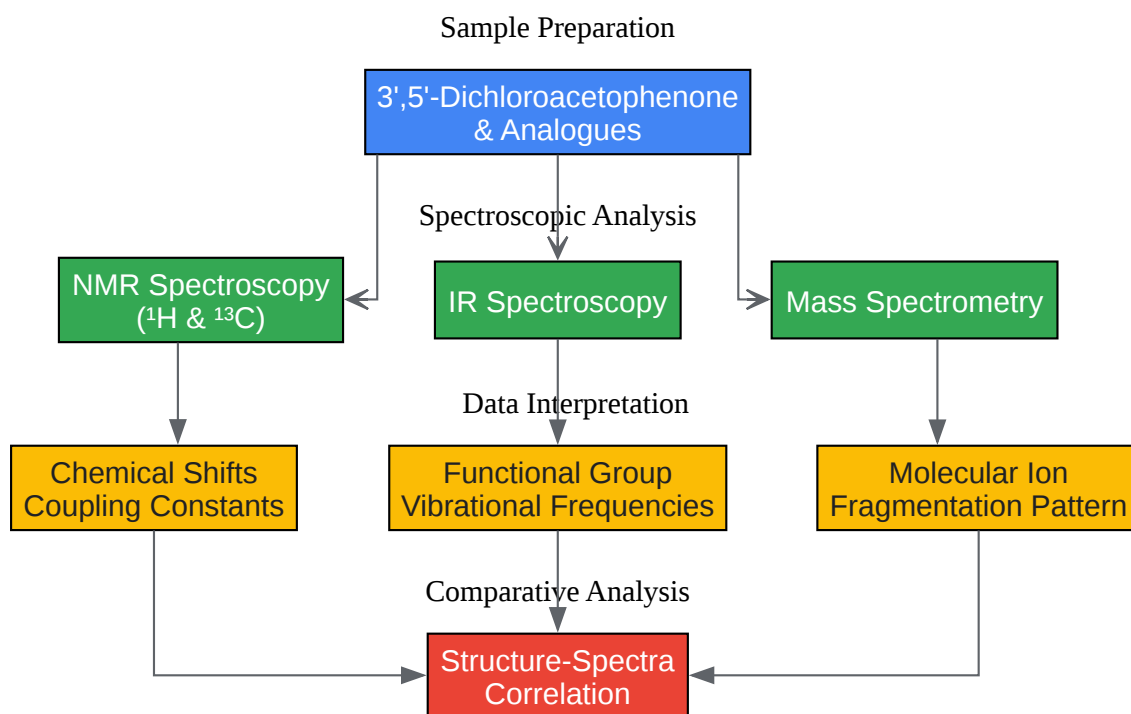 Sample Preparation
3',5'-Dichloroacetophenone
& Analogues
Spectroscopic Analysis
NMR Spectroscopy
(¹H & ¹³C)
IR Spectroscopy
Mass Spectrometry
Data Interpretation
Chemical Shifts
Coupling Constants
Functional Group
Vibrational Frequencies
Molecular Ion
Fragmentation Pattern
Comparative Analysis
Structure-Spectra
Correlation